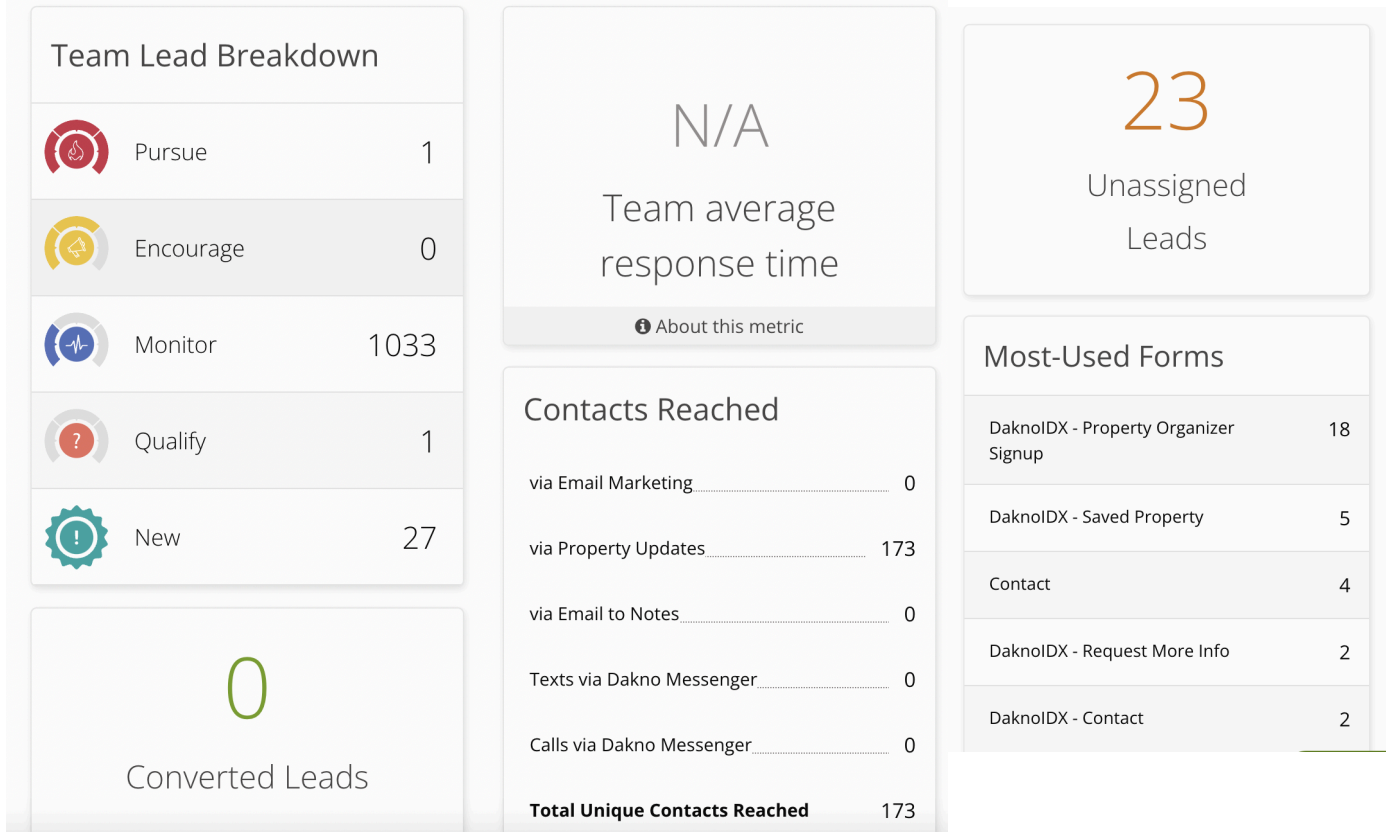 Team Lead Breakdown
Pursue 1
Encourage 0
Monitor 1033
? Qualify 1
! New 27
0
Converted Leads
N/A
Team average
response time
i About this metric
Contacts Reached
via Email Marketing 0
via Property Updates 173
via Email to Notes 0
Texts via Dakno Messenger 0
Calls via Dakno Messenger 0
Total Unique Contacts Reached 173
23
Unassigned
Leads
Most-Used Forms
DaknoIDX - Property Organizer 18
Signup
DaknoIDX - Saved Property 5
Contact 4
DaknoIDX - Request More Info 2
DaknoIDX - Contact 2